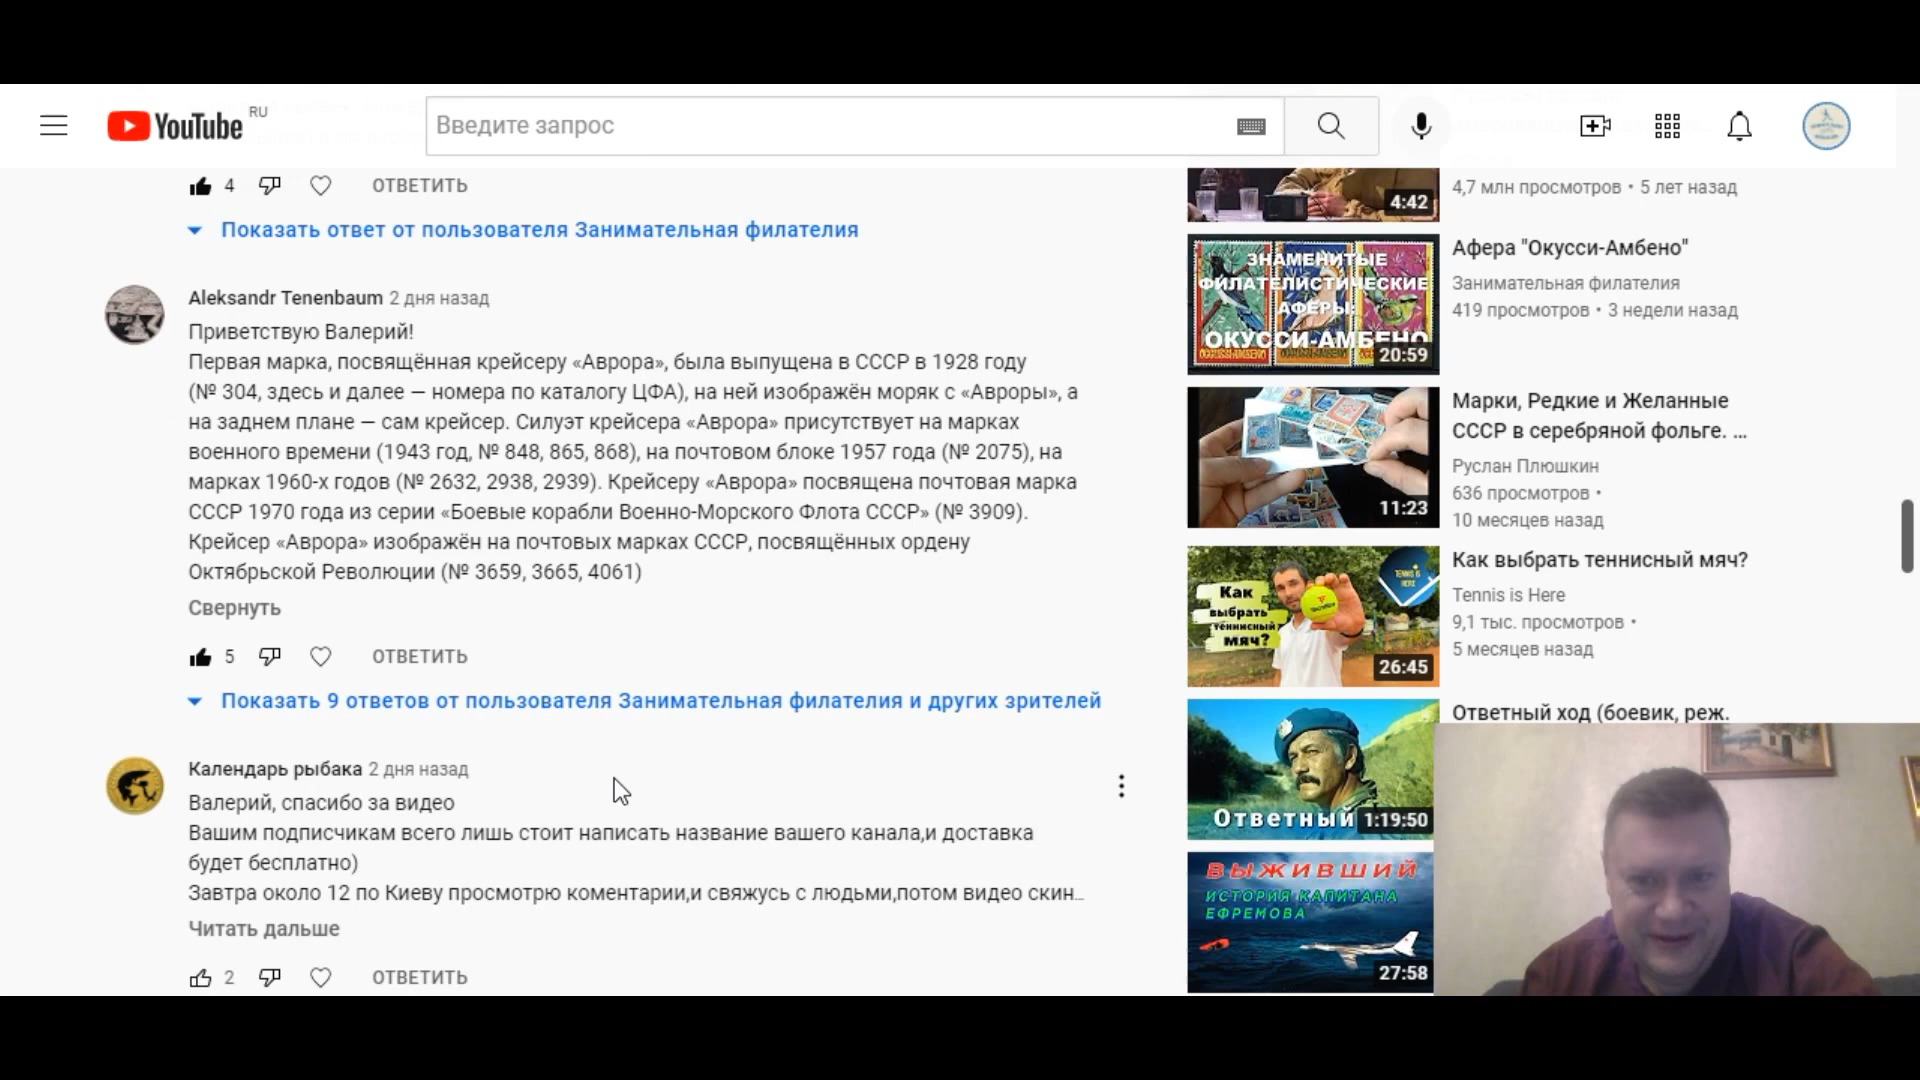 YouTube RU
Введите запрос
4 ОТВЕТИТЬ
Показать ответ от пользователя Занимательная филателия
Aleksandr Tenenbaum 2 дня назад
Приветствую Валерий!
Первая марка, посвящённая крейсеру «Аврора», была выпущена в СССР в 1928 году
(№ 304, здесь и далее — номера по каталогу ЦФА), на ней изображён моряк с «Авроры», а
на заднем плане — сам крейсер. Силуэт крейсера «Аврора» присутствует на марках
военного времени (1943 год, № 848, 865, 868), на почтовом блоке 1957 года (№ 2075), на
марках 1960-х годов (№ 2632, 2938, 2939). Крейсеру «Аврора» посвящена почтовая марка
СССР 1970 года из серии «Боевые корабли Военно-Морского Флота СССР» (№ 3909).
Крейсер «Аврора» изображён на почтовых марках СССР, посвящённых ордену
Октябрьской Революции (№ 3659, 3665, 4061)
Свернуть
5 ОТВЕТИТЬ
Показать 9 ответов от пользователя Занимательная филателия и других зрителей
Календарь рыбака 2 дня назад
Валерий, спасибо за видео
Вашим подписчикам всего лишь стоит написать название вашего канала,и доставка
будет бесплатно)
Завтра около 12 по Киеву просмотрю коментарии,и свяжусь с людьми,потом видео скин...
Читать дальше
2 ОТВЕТИТЬ
4:42
4,7 млн просмотров • 5 лет назад
ЗНАМЕНИТЫЕ
ФИЛАТЕЛИСТИЧЕСКИЕ
АФЕРЫ:
ОКУССИ-АМБЕНО
20:59
Афера "Окусси-Амбено"
Занимательная филателия
419 просмотров • 3 недели назад
11:23
Марки, Редкие и Желанные
СССР в серебряной фольге. ...
Руслан Плюшкин
636 просмотров •
10 месяцев назад
Как
выбрать
теннисный
мяч?
TENNIS IS
HERE
26:45
Как выбрать теннисный мяч?
Tennis is Here
9,1 тыс. просмотров •
5 месяцев назад
Ответный
1:19:50
Ответный ход (боевик, реж.
ВЫЖИВШИЙ
ИСТОРИЯ КАПИТАНА
ЕФРЕМОВА
27:58